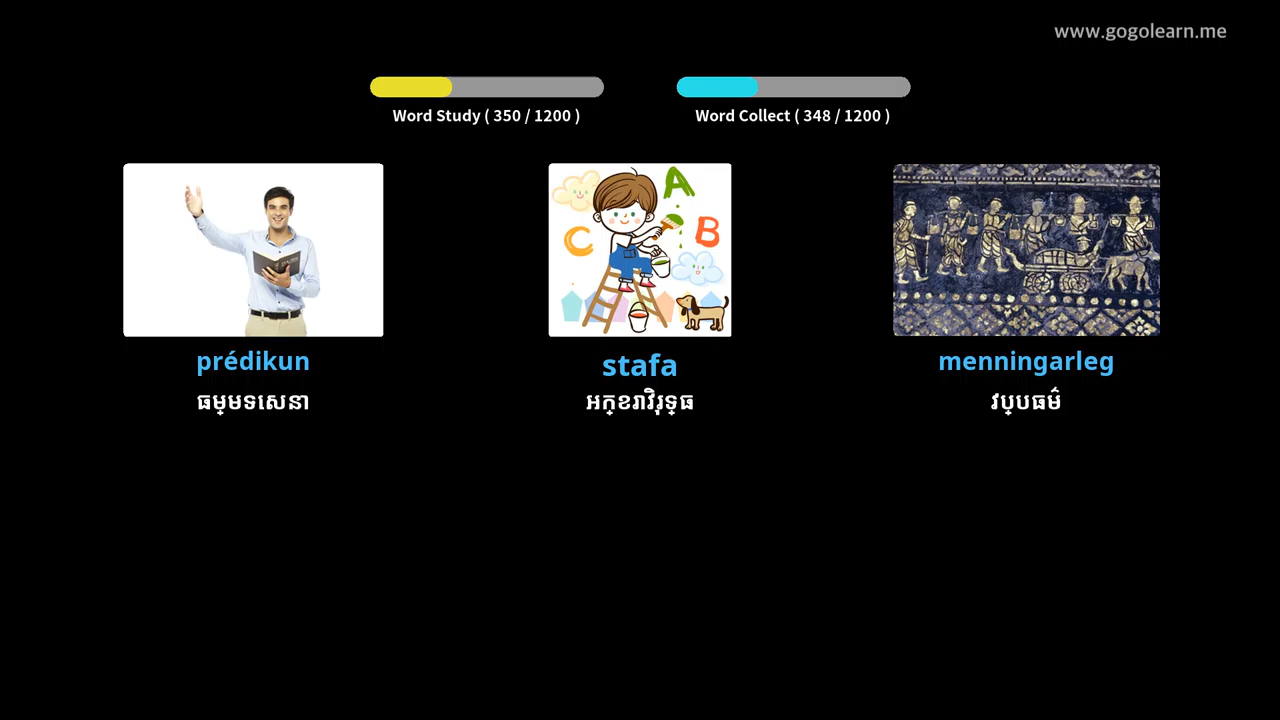 www.gogolearn.me
Word Study ( 350 / 1200 )
Word Collect ( 348 / 1200 )
A
B
C
prédikun
stafa
menningarleg
ធម្មទសេនា
អក្ខរាវិរុទ្ធ
វប្បធម៌